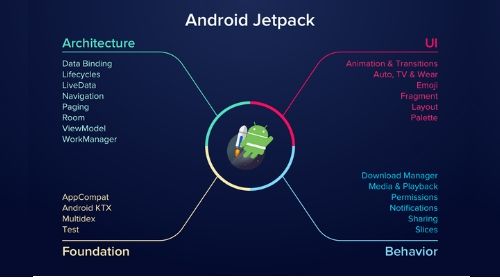 Android Jetpack
Architecture
Data Binding
Lifecycles
LiveData
Navigation
Paging
Room
ViewModel
WorkManager
UI
Animation & Transitions
Auto, TV & Wear
Emoji
Fragment
Layout
Palette
AppCompat
Android KTX
Multidex
Test
Foundation
Download Manager
Media & Playback
Permissions
Notifications
Sharing
Slices
Behavior